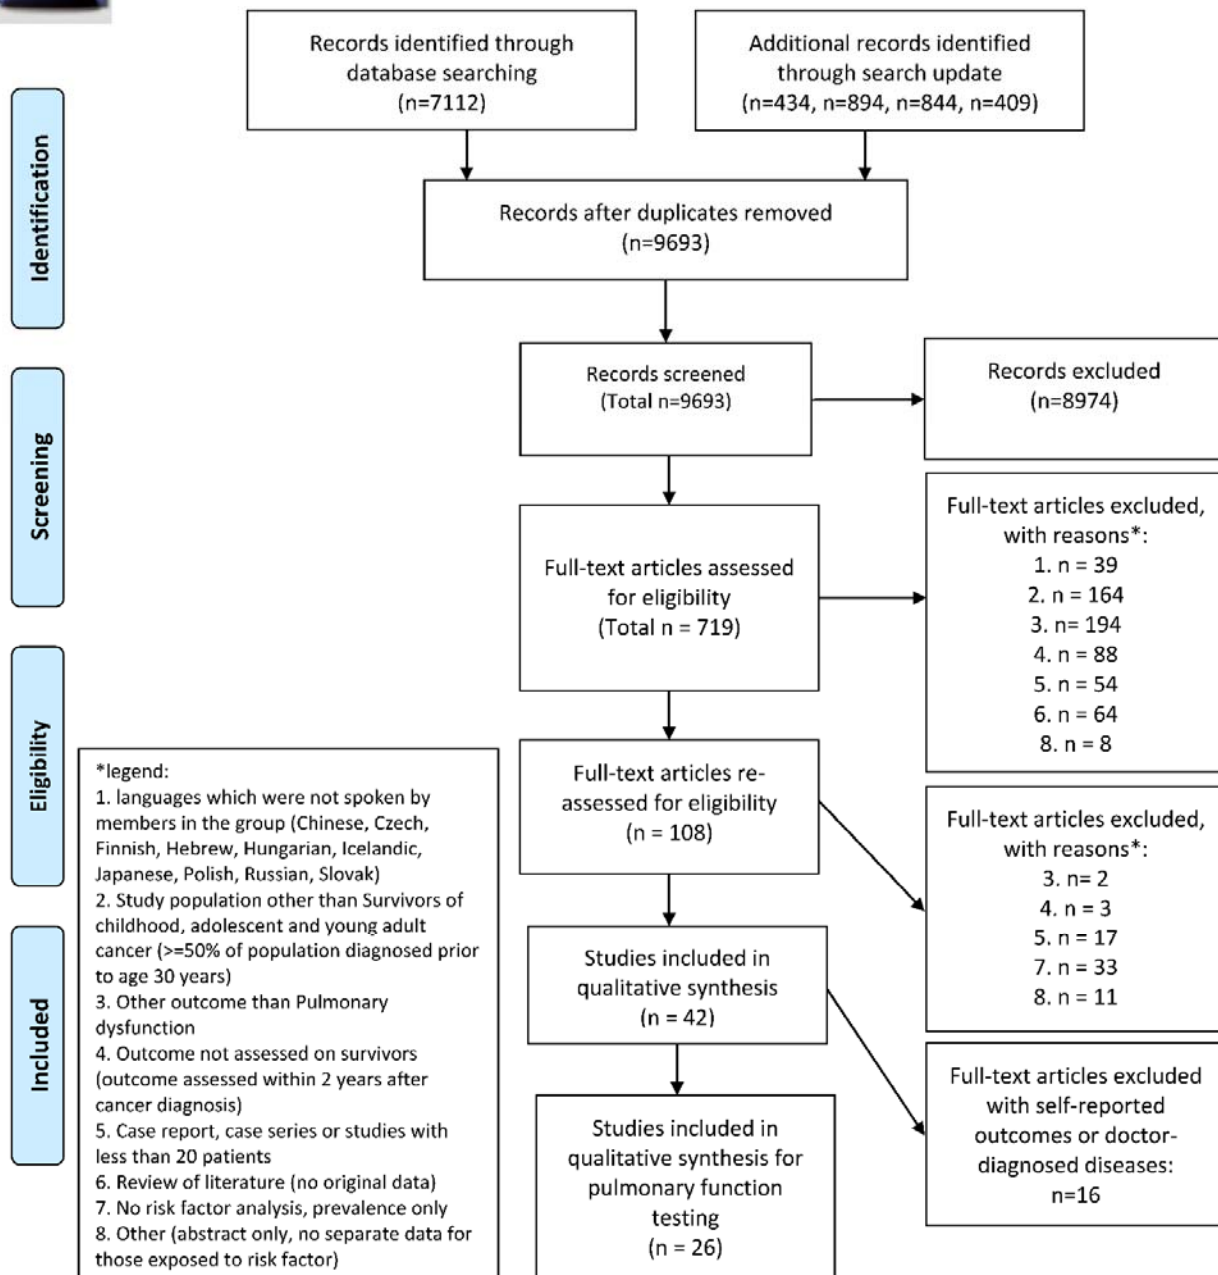 Records identified through
database searching
(n=7112)
Additional records identified
through search update
(n=434, n=894, n=844, n=409)
Identification
Records after duplicates removed
(n=9693)
Screening
Records screened
(Total n=9693)
Records excluded
(n=8974)
Full-text articles assessed
for eligibility
(Total n = 719)
Full-text articles excluded,
with reasons*:
1. n = 39
2. n = 164
3. n= 194
4. n = 88
5. n = 54
6. n = 64
8. n = 8
Eligibility
Full-text articles re-
assessed for eligibility
(n = 108)
Full-text articles excluded,
with reasons*:
3. n= 2
4. n = 3
5. n = 17
7. n = 33
8. n = 11
Included
Studies included in
qualitative synthesis
(n = 42)
Full-text articles excluded
with self-reported
outcomes or doctor-
diagnosed diseases:
n=16
Studies included in
qualitative synthesis for
pulmonary function
testing
(n = 26)
*legend:
1. languages which were not spoken by
members in the group (Chinese, Czech,
Finnish, Hebrew, Hungarian, Icelandic,
Japanese, Polish, Russian, Slovak)
2. Study population other than Survivors of
childhood, adolescent and young adult
cancer (>=50% of population diagnosed prior
to age 30 years)
3. Other outcome than Pulmonary
dysfunction
4. Outcome not assessed on survivors
(outcome assessed within 2 years after
cancer diagnosis)
5. Case report, case series or studies with
less than 20 patients
6. Review of literature (no original data)
7. No risk factor analysis, prevalence only
8. Other (abstract only, no separate data for
those exposed to risk factor)